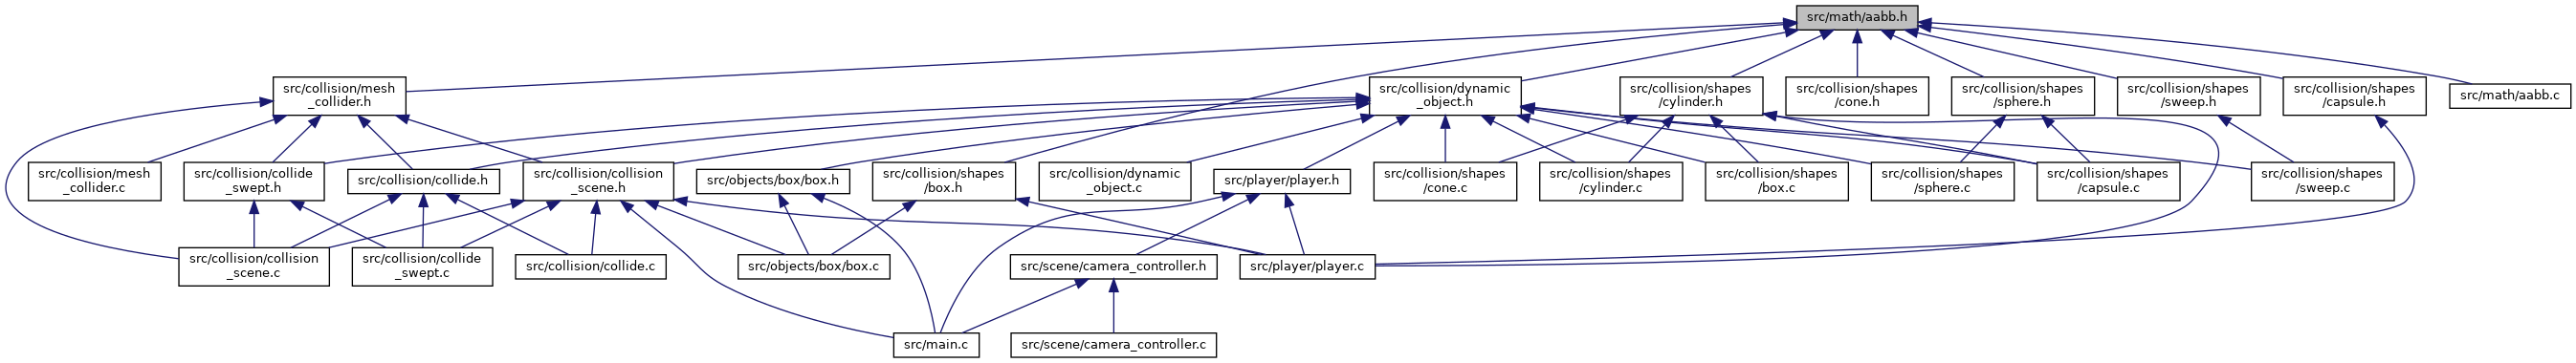 src/math/aabb.h
src/collision/mesh
_collider.h
src/collision/dynamic
_object.h
src/collision/shapes
/cylinder.h
src/collision/shapes
/cone.h
src/collision/shapes
/sphere.h
src/collision/shapes
/sweep.h
src/collision/shapes
/capsule.h
src/math/aabb.c
src/collision/mesh
_collider.c
src/collision/collide
_swept.h
src/collision/collide.h
src/collision/collision
_scene.h
src/objects/box/box.h
src/collision/shapes
/box.h
src/collision/dynamic
_object.c
src/player/player.h
src/collision/shapes
/cone.c
src/collision/shapes
/cylinder.c
src/collision/shapes
/box.c
src/collision/shapes
/sphere.c
src/collision/shapes
/capsule.c
src/collision/shapes
/sweep.c
src/collision/collision
_scene.c
src/collision/collide
_swept.c
src/collision/collide.c
src/objects/box/box.c
src/scene/camera_controller.h
src/player/player.c
src/main.c
src/scene/camera_controller.c